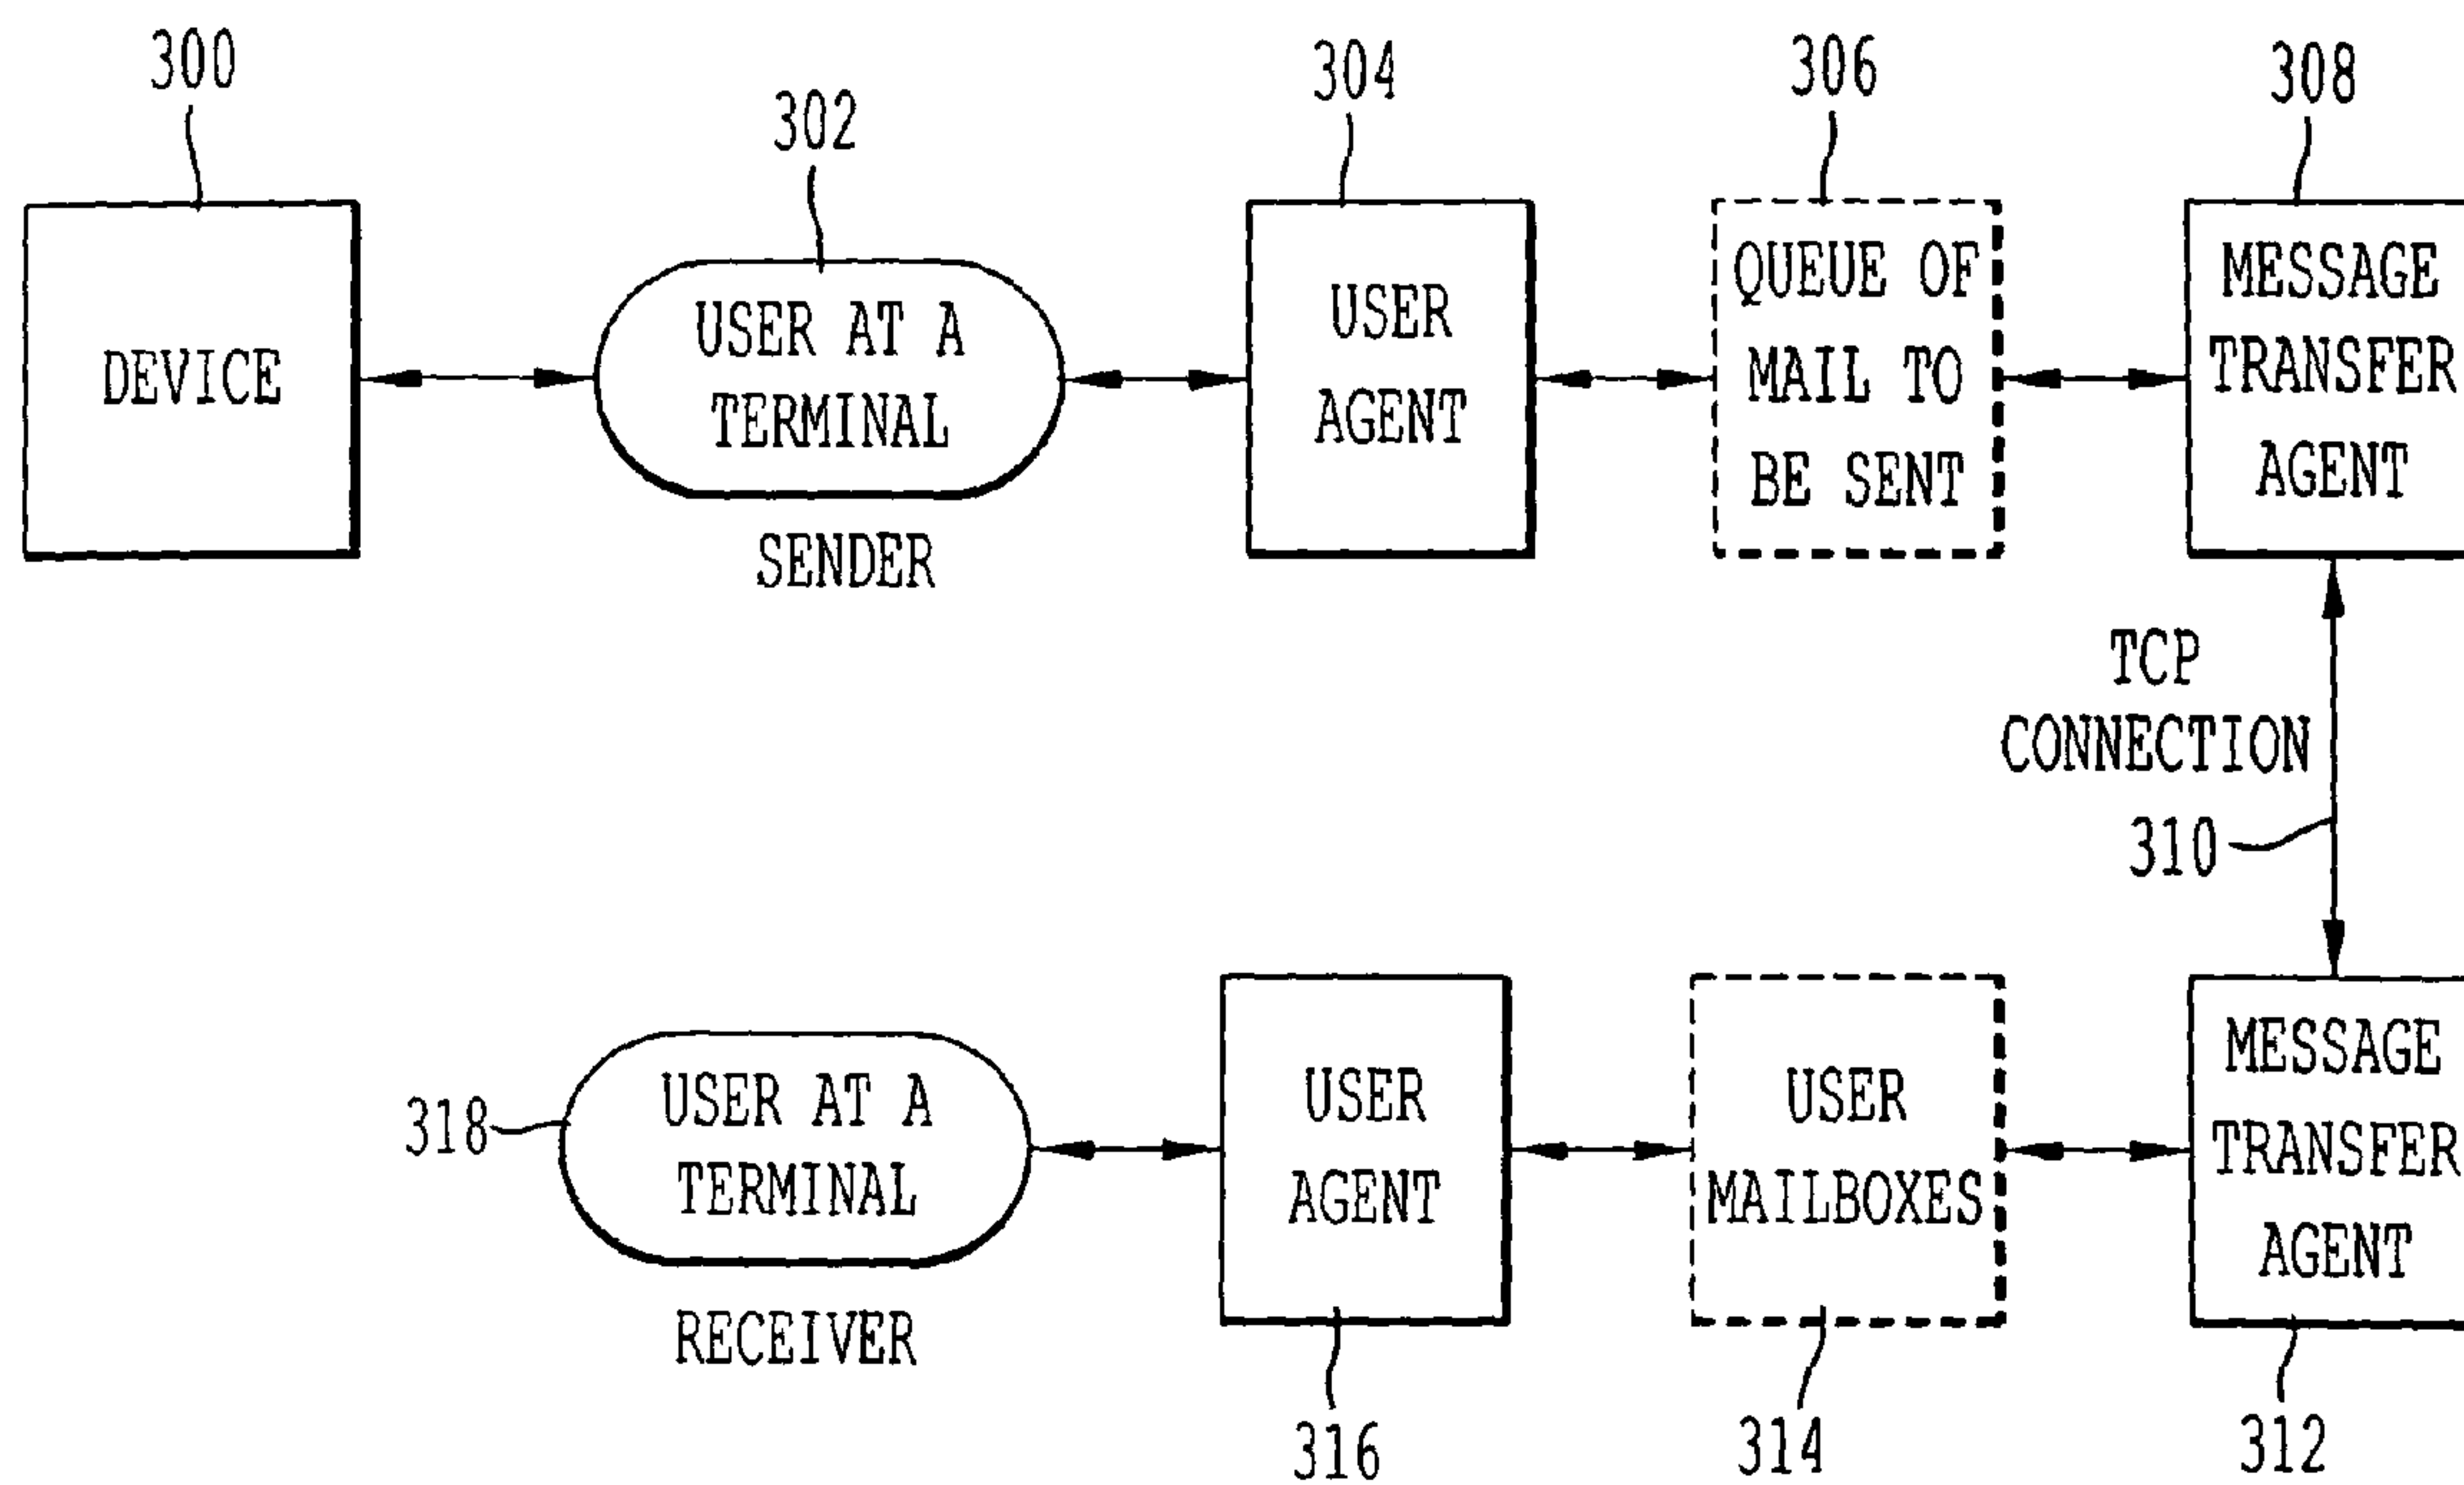 300
302
304
306
308
DEVICE
USER AT A
TERMINAL
SENDER
USER
AGENT
QUEUE OF
MAIL TO
BE SENT
MESSAGE
TRANSFER
AGENT
TCP
CONNECTION
310
318
USER AT A
TERMINAL
RECEIVER
USER
AGENT
USER
MAILBOXES
MESSAGE
TRANSFER
AGENT
316
314
312